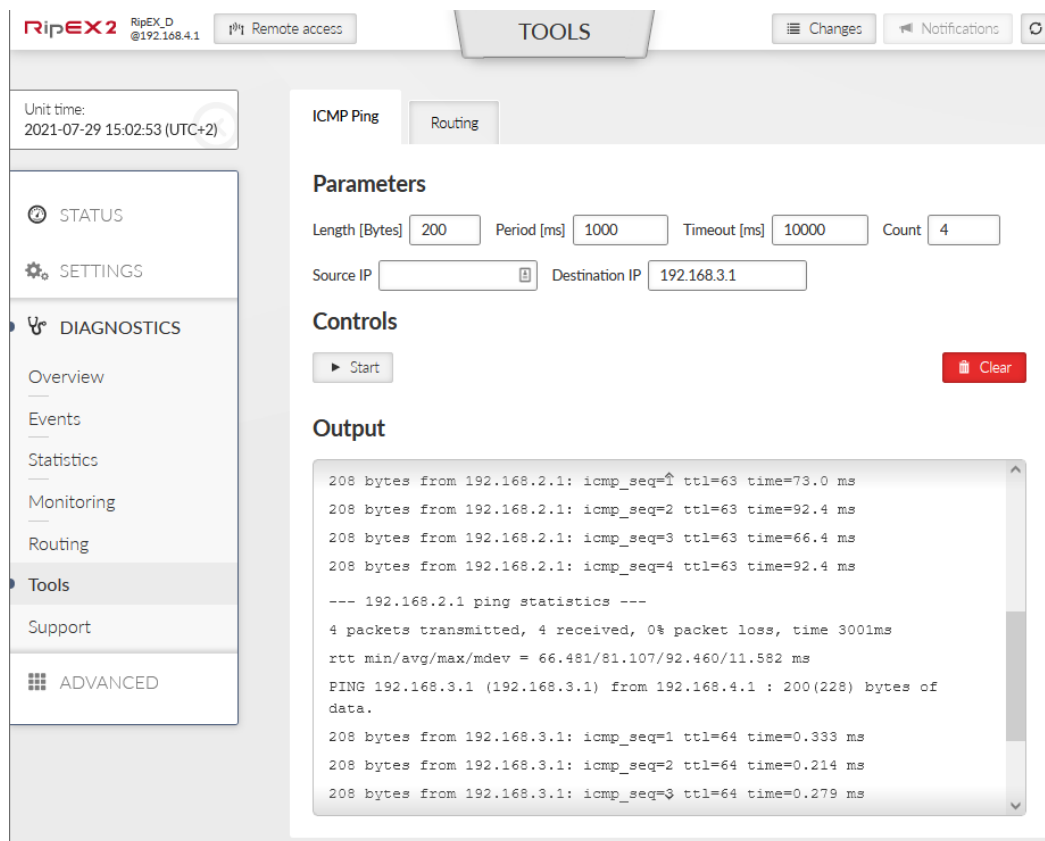 RipEX2
RipEX_D
@192.168.4.1
Remote access
TOOLS
Changes
Notifications
Unit time:
2021-07-29 15:02:53 (UTC+2)
STATUS
SETTINGS
DIAGNOSTICS
Overview
Events
Statistics
Monitoring
Routing
Tools
Support
ADVANCED
ICMP Ping
Routing
Parameters
Length [Bytes] 200 Period [ms] 1000 Timeout [ms] 10000 Count 4
Source IP Destination IP 192.168.3.1
Controls
Start Clear
Output
208 bytes from 192.168.2.1: icmp_seq=1 ttl=63 time=73.0 ms
208 bytes from 192.168.2.1: icmp_seq=2 ttl=63 time=92.4 ms
208 bytes from 192.168.2.1: icmp_seq=3 ttl=63 time=66.4 ms
208 bytes from 192.168.2.1: icmp_seq=4 ttl=63 time=92.4 ms
--- 192.168.2.1 ping statistics ---
4 packets transmitted, 4 received, 0% packet loss, time 3001ms
rtt min/avg/max/mdev = 66.481/81.107/92.460/11.582 ms
PING 192.168.3.1 (192.168.3.1) from 192.168.4.1 : 200(228) bytes of
data.
208 bytes from 192.168.3.1: icmp_seq=1 ttl=64 time=0.333 ms
208 bytes from 192.168.3.1: icmp_seq=2 ttl=64 time=0.214 ms
208 bytes from 192.168.3.1: icmp_seq=3 ttl=64 time=0.279 ms